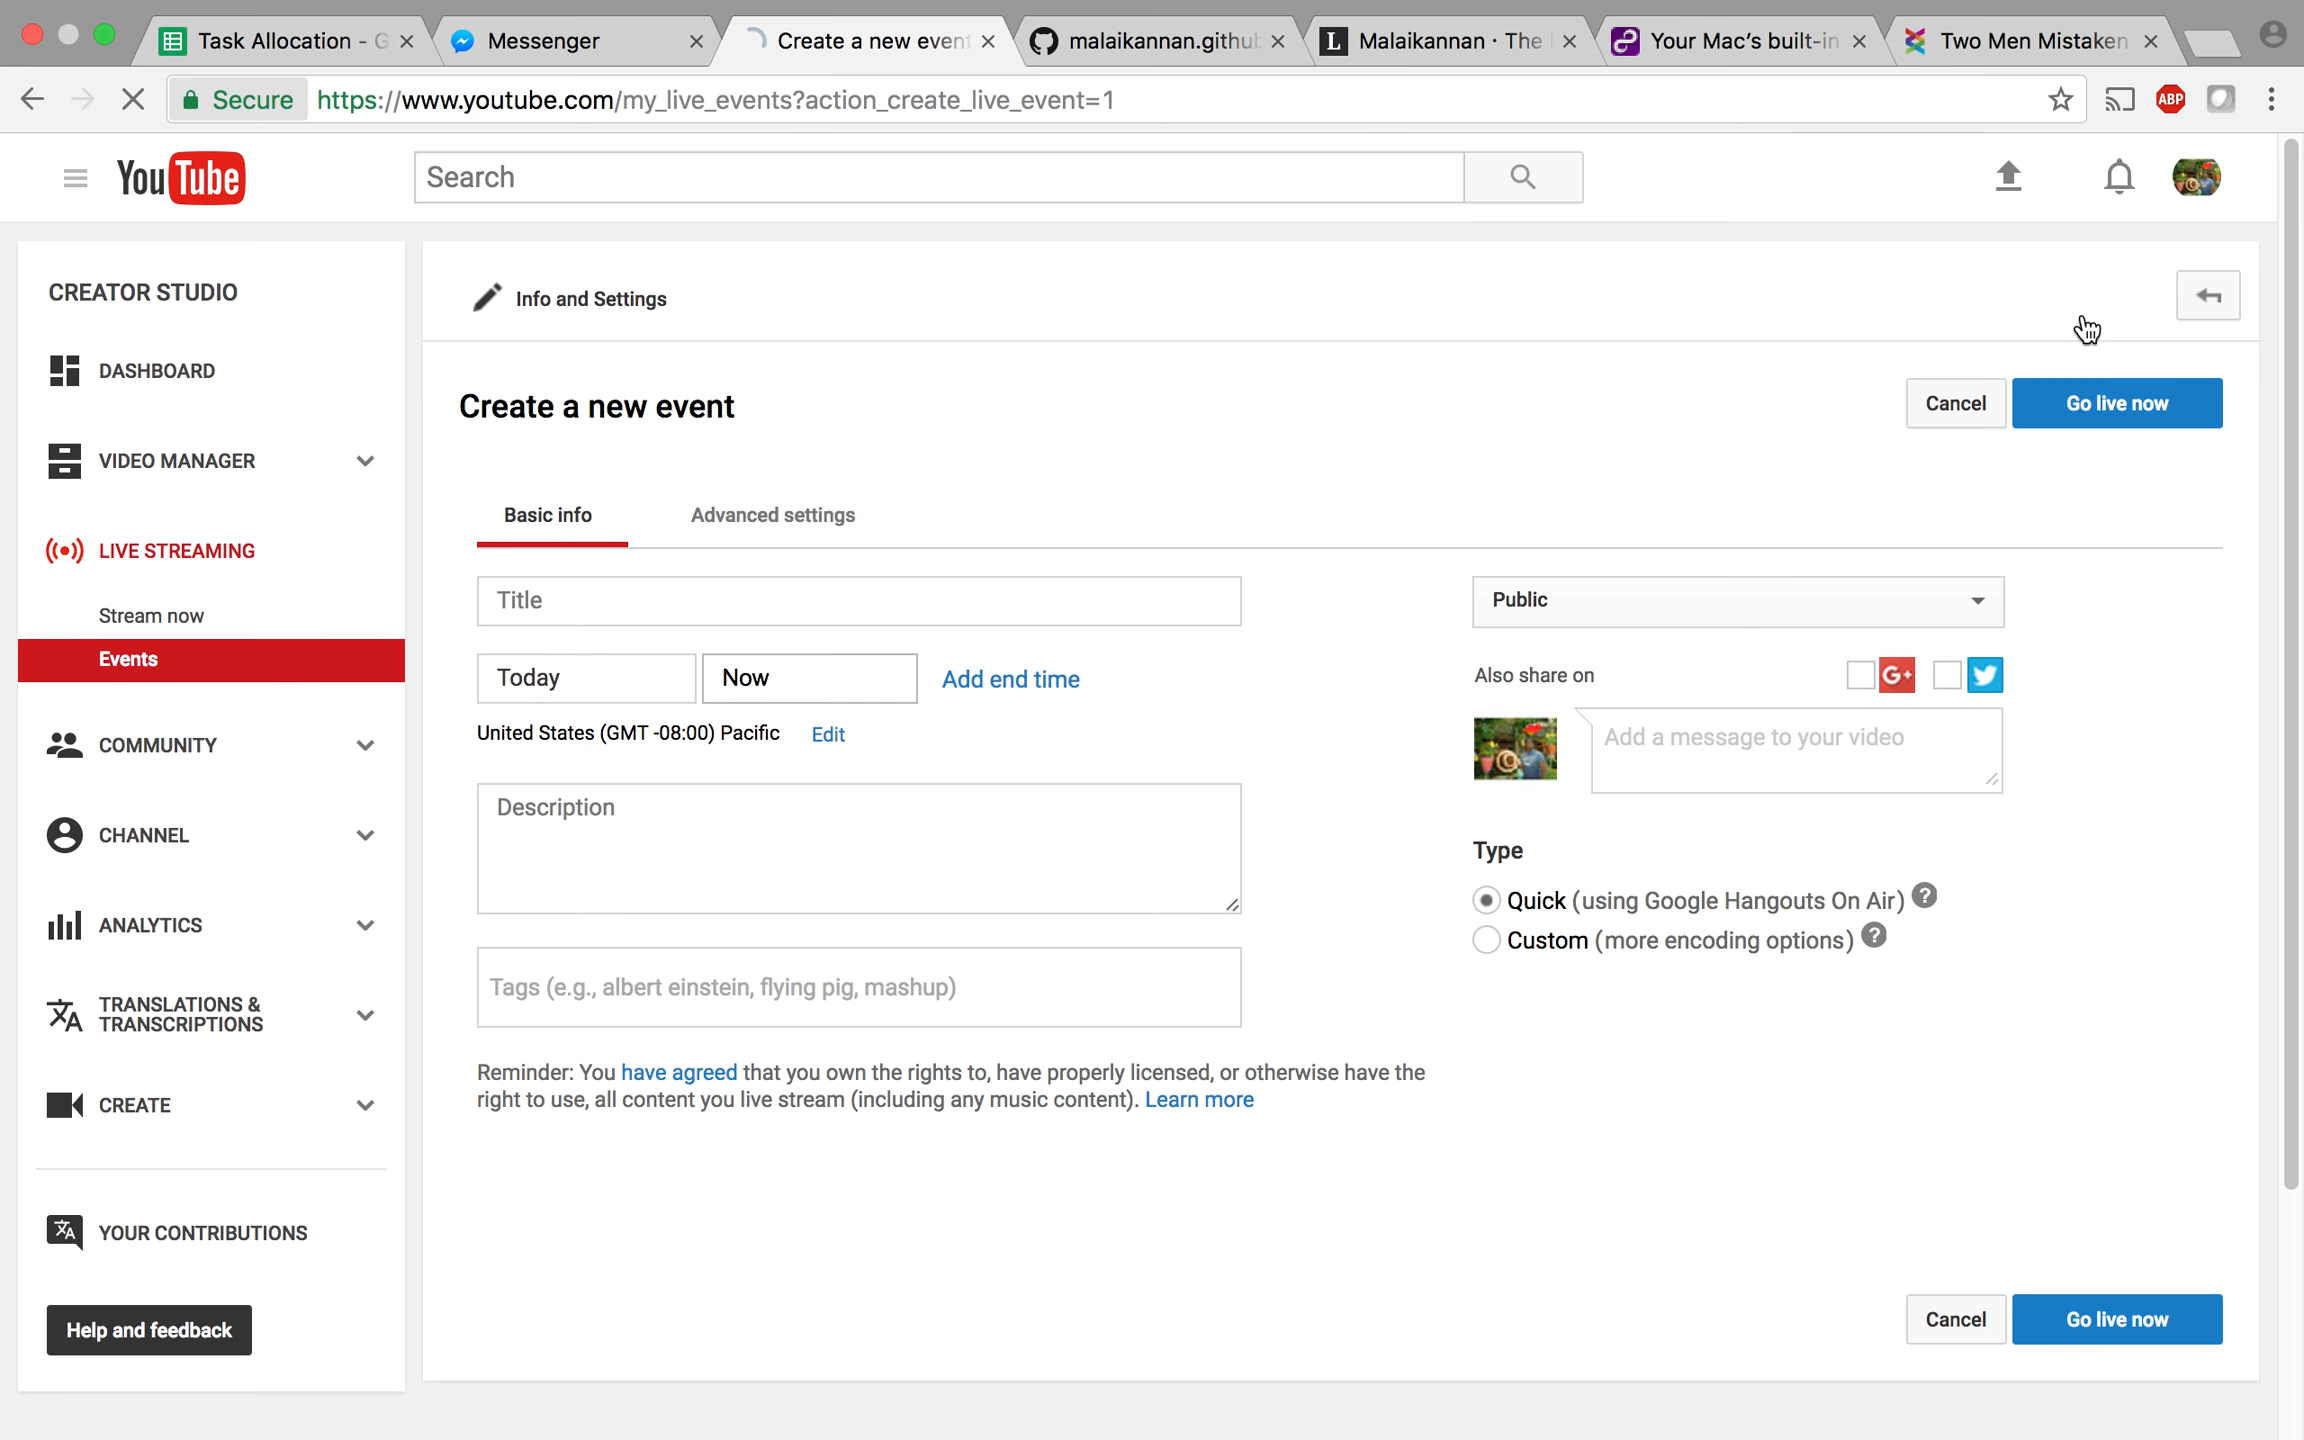 Task Allocation - G
Messenger
Create a new event
malaikannan.githu
Malaikannan · The
Your Mac's built-in
Two Men Mistaken
Secure https://www.youtube.com/my_live_events?action_create_live_event=1
ABP
YouTube
Search
CREATOR STUDIO
DASHBOARD
VIDEO MANAGER
LIVE STREAMING
Stream now
Events
COMMUNITY
CHANNEL
ANALYTICS
TRANSLATIONS &
TRANSCRIPTIONS
CREATE
YOUR CONTRIBUTIONS
Help and feedback
Info and Settings
Create a new event
Cancel
Go live now
Basic info
Advanced settings
Title
Today
Now
Add end time
United States (GMT -08:00) Pacific Edit
Description
Tags (e.g., albert einstein, flying pig, mashup)
Reminder: You have agreed that you own the rights to, have properly licensed, or otherwise have the
right to use, all content you live stream (including any music content). Learn more
Public
Also share on
G+
Add a message to your video
Type
Quick (using Google Hangouts On Air) ?
Custom (more encoding options) ?
Cancel
Go live now